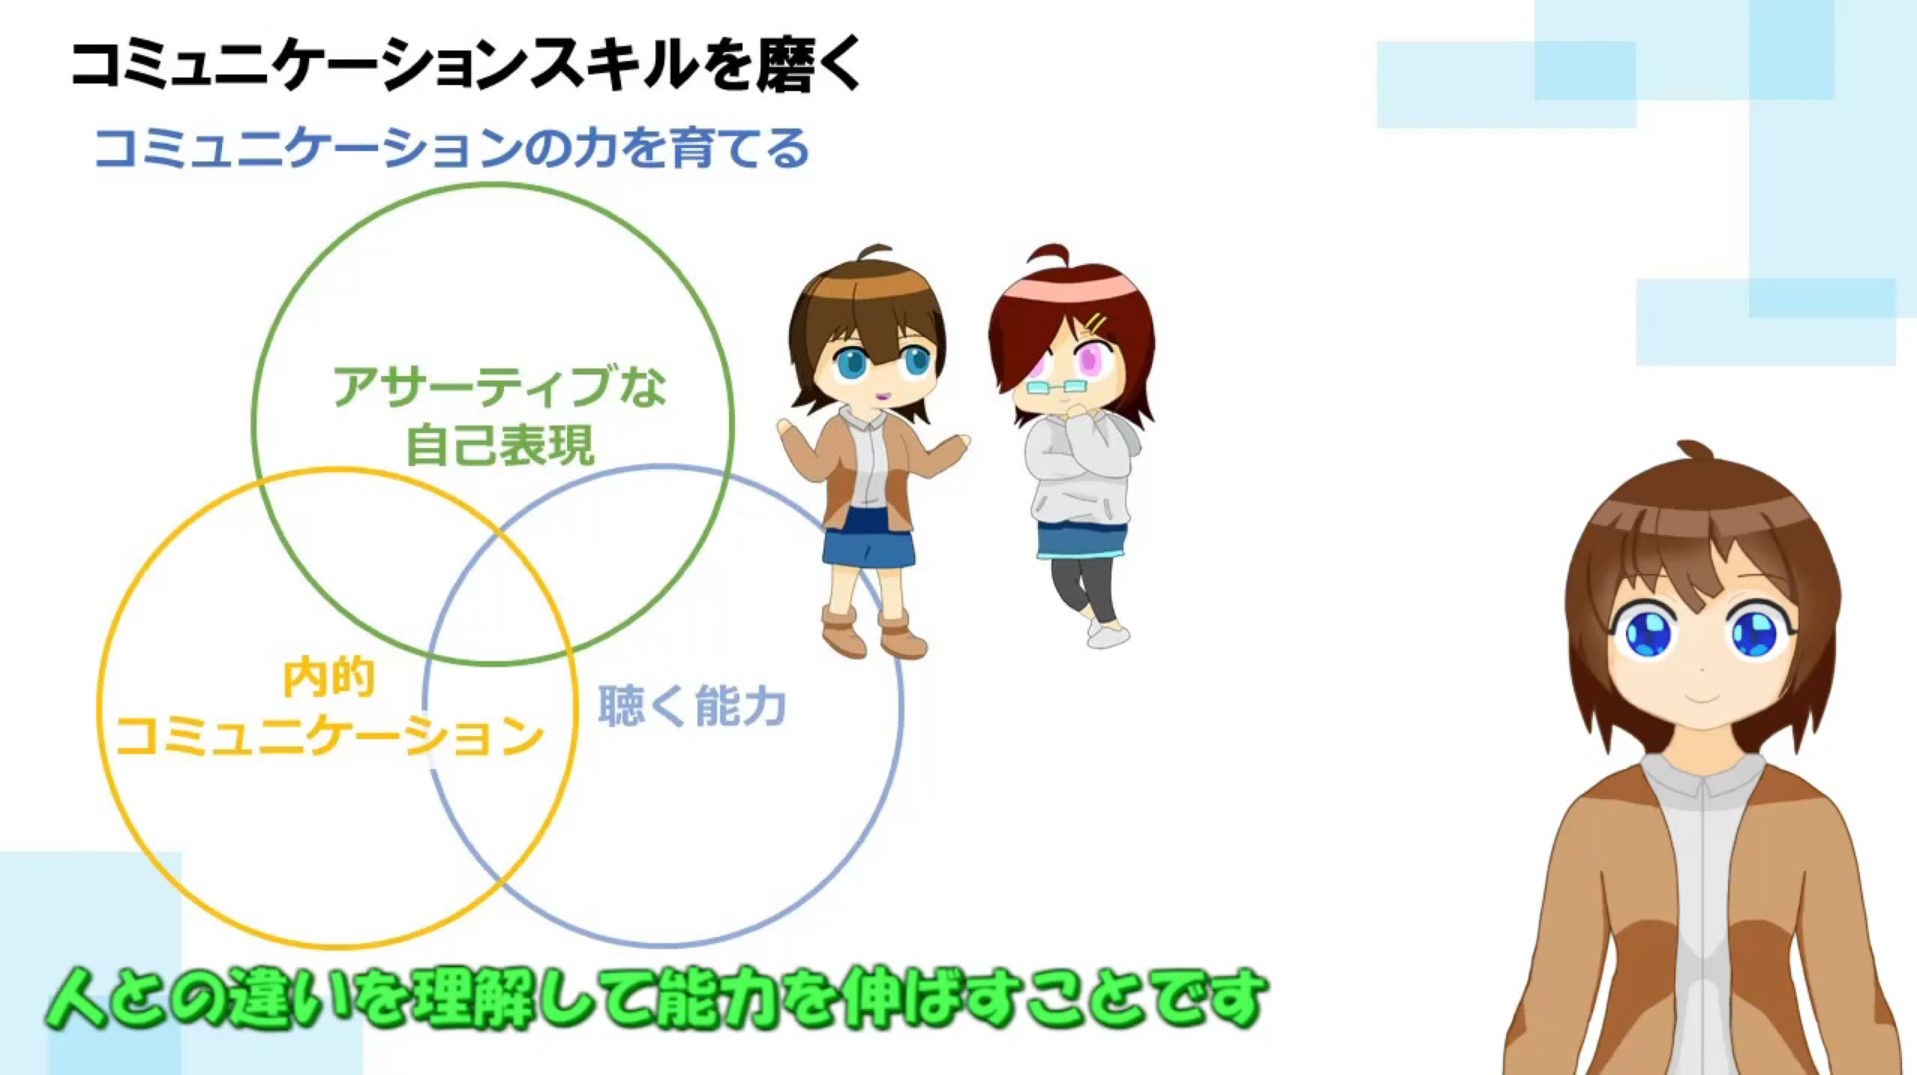 コミュニケーションスキルを磨く
コミュニケーションの力を育てる
アサーティブな
自己表現
内的
コミュニケーション
聴く能力
人との違いを理解して能力を伸ばすことです